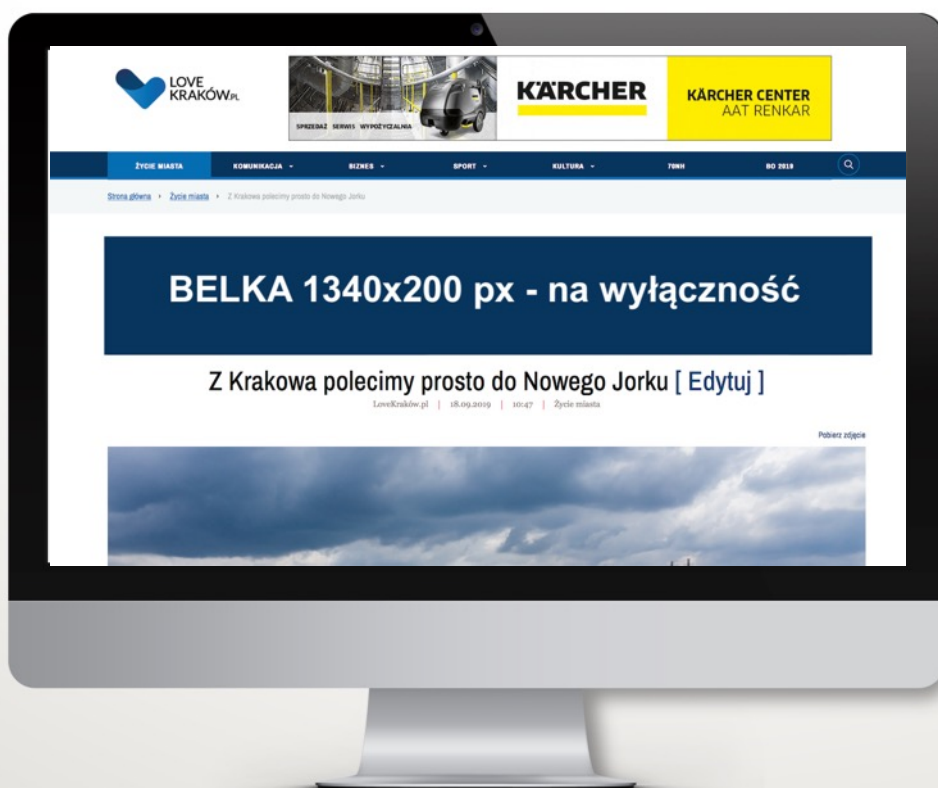 LOVE
KRAKÓW.PL
SPRZEDAŻ SERWIS WYPOŻYCZALNIA
KÄRCHER
KÄRCHER CENTER
AAT RENKAR
ŻYCIE MIASTA KOMUNIKACJA BIZNES SPORT KULTURA 70NH BO 2019
Strona główna Życie miasta Z Krakowa polecimy prosto do Nowego Jorku
BELKA 1340x200 px - na wyłączność
Z Krakowa polecimy prosto do Nowego Jorku [ Edytuj ]
LoveKraków.pl | 18.09.2019 | 10:47 | Życie miasta
Pobierz zdjęcie